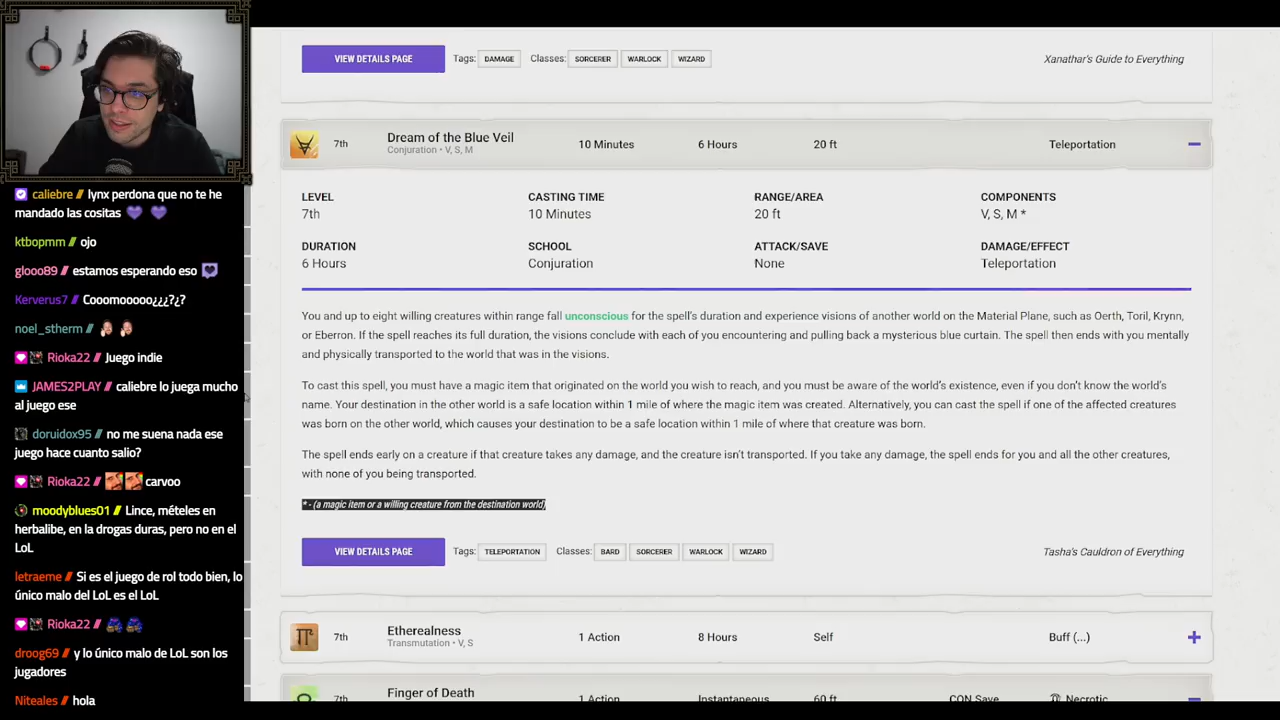 VIEW DETAILS PAGE Tags: DAMAGE Classes: SORCERER WARLOCK WIZARD Xanathar's Guide to Everything
7th Dream of the Blue Veil 10 Minutes 6 Hours 20 ft Teleportation
Conjuration • V, S, M
LEVEL CASTING TIME RANGE/AREA COMPONENTS
7th 10 Minutes 20 ft V, S, M *
DURATION SCHOOL ATTACK/SAVE DAMAGE/EFFECT
6 Hours Conjuration None Teleportation
You and up to eight willing creatures within range fall unconscious for the spell's duration and experience visions of another world on the Material Plane, such as Oerth, Toril, Krynn,
or Eberron. If the spell reaches its full duration, the visions conclude with each of you encountering and pulling back a mysterious blue curtain. The spell then ends with you mentally
and physically transported to the world that was in the visions.
To cast this spell, you must have a magic item that originated on the world you wish to reach, and you must be aware of the world's existence, even if you don't know the world's
name. Your destination in the other world is a safe location within 1 mile of where the magic item was created. Alternatively, you can cast the spell if one of the affected creatures
was born on the other world, which causes your destination to be a safe location within 1 mile of where that creature was born.
The spell ends early on a creature if that creature takes any damage, and the creature isn't transported. If you take any damage, the spell ends for you and all the other creatures,
with none of you being transported.
* - (a magic item or a willing creature from the destination world)
VIEW DETAILS PAGE Tags: TELEPORTATION Classes: BARD SORCERER WARLOCK WIZARD Tasha's Cauldron of Everything
7th Etherealness 1 Action 8 Hours Self Buff (...)
Transmutation • V, S
7th Finger of Death 1 Action Instantaneous 60 ft CON Save Necrotic
caliebre // lynx perdona que no te he
mandado las cositas
ktbopmm // ojo
glooo89 // estamos esperando eso
Kerverus7 // Cooomooooo¿¿¿?¿?
noel_stherm //
Rioka22 // Juego indie
JAMES2PLAY // caliebre lo juega mucho
al juego ese
doruidox95 // no me suena nada ese
juego hace cuanto salio?
Rioka22 // carvoo
moodyblues01 // Lince, mételes en
herbalibe, en la drogas duras, pero no en el
LoL
letraeme // Si es el juego de rol todo bien, lo
único malo del LoL es el LoL
Rioka22 //
droog69 // y lo único malo de LoL son los
jugadores
Niteales // hola